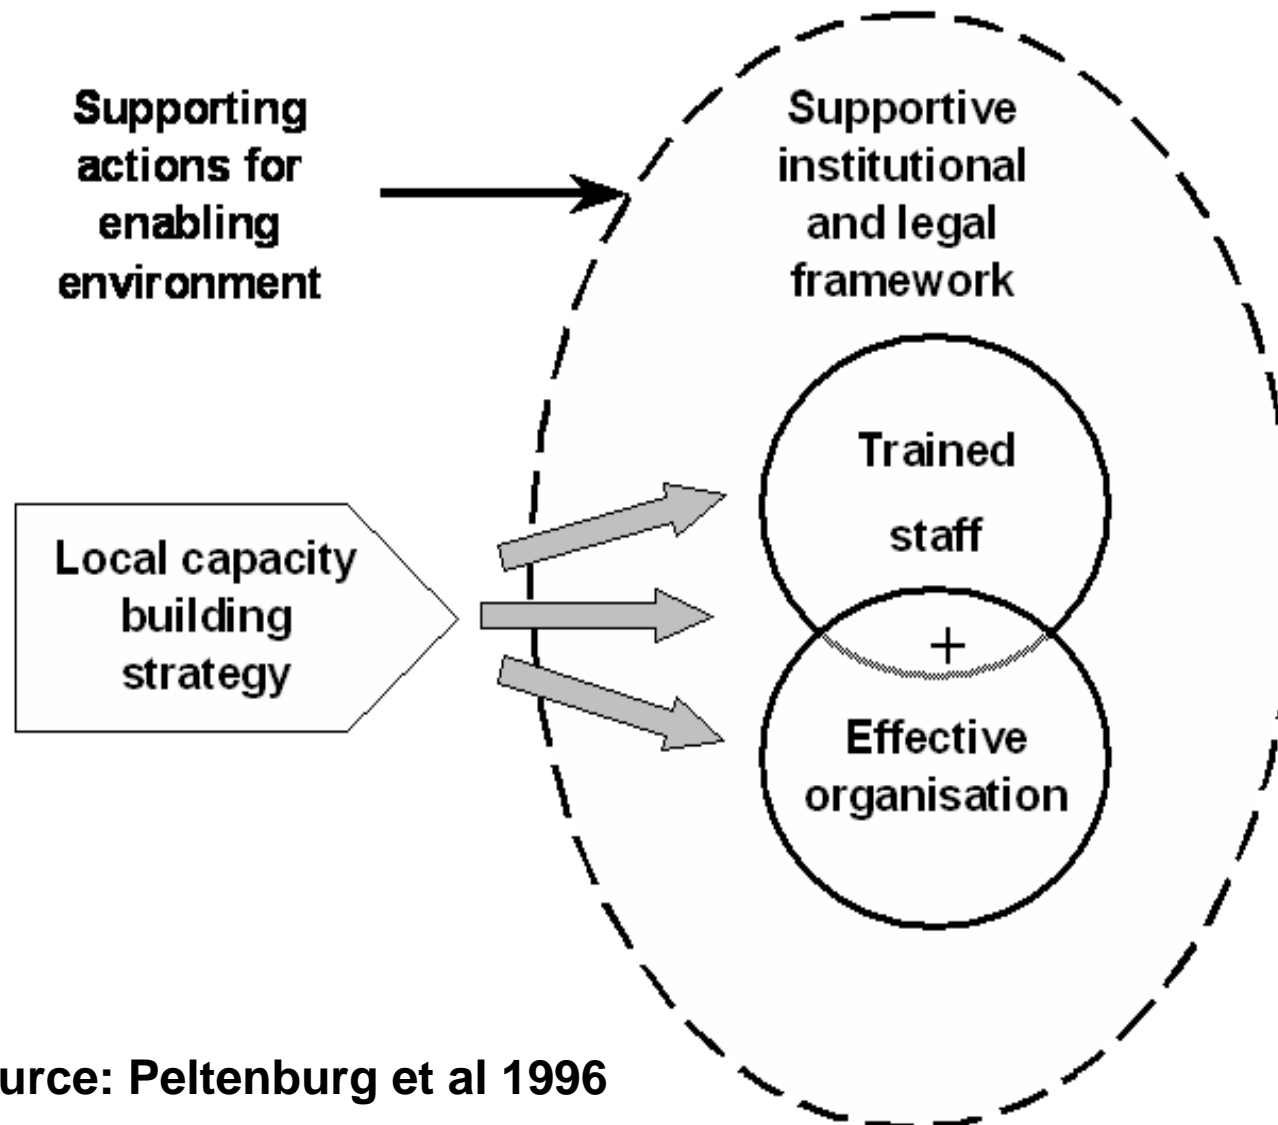 Supporting
actions for
enabling
environment
Supportive
institutional
and legal
framework
Trained
staff
+
Effective
organisation
Local capacity
building
strategy
urce: Peltenburg et al 1996